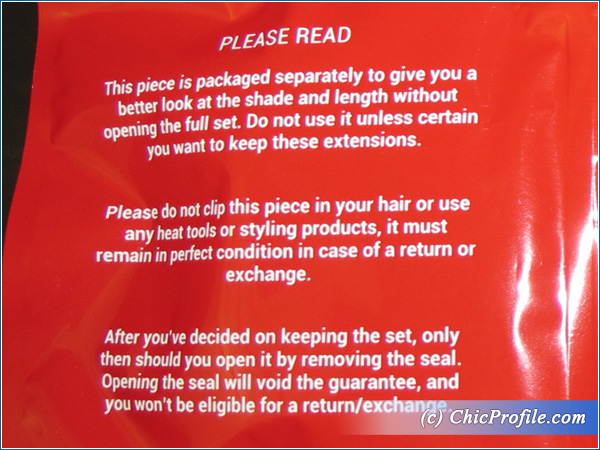 PLEASE READ
This piece is packaged separately to give you a
better look at the shade and length without
opening the full set. Do not use it unless certain
you want to keep these extensions.
Please do not clip this piece in your hair or use
any heat tools or styling products, it must
remain in perfect condition in case of a return or
exchange.
After you've decided on keeping the set, only
then should you open it by removing the seal.
Opening the seal will void the guarantee, and
you won't be eligible for a return/exchange.
(c) ChicProfile.com